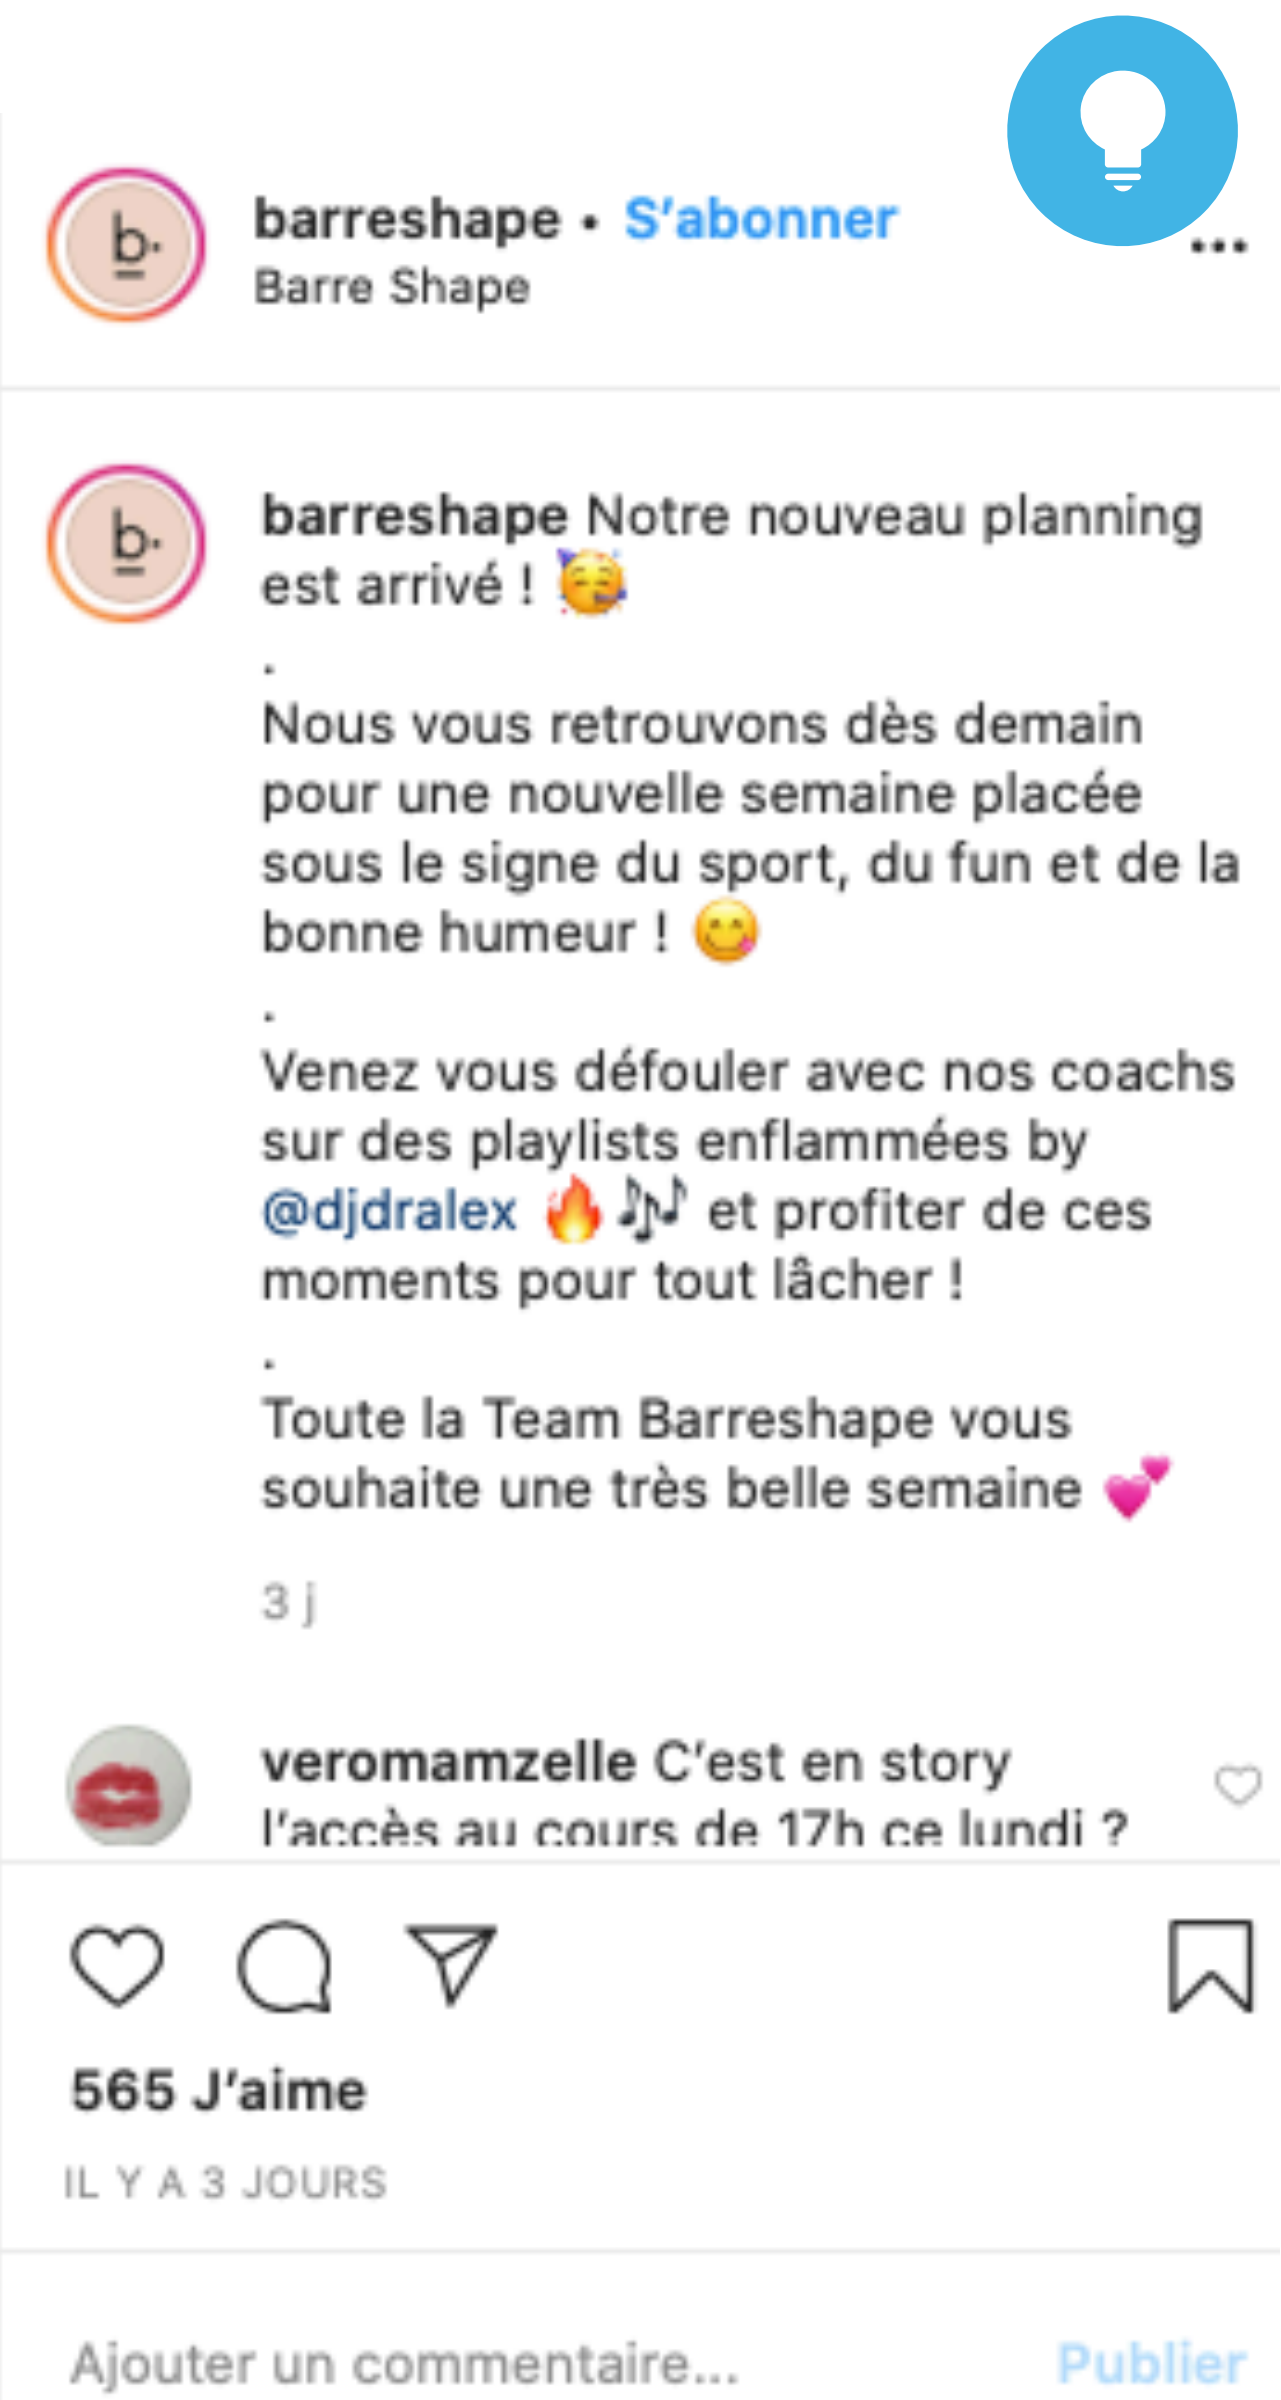 b.
barreshape • S'abonner
Barre Shape
...
b.
barreshape Notre nouveau planning
est arrivé ! 🥳
.
Nous vous retrouvons dès demain
pour une nouvelle semaine placée
sous le signe du sport, du fun et de la
bonne humeur ! 😋
.
Venez vous défouler avec nos coachs
sur des playlists enflammées by
@djdralex 🔥🎶 et profiter de ces
moments pour tout lâcher !
.
Toute la Team Barreshape vous
souhaite une très belle semaine 💕
3 j
veromamzelle C'est en story
l'accès au cours de 17h ce lundi ?
565 J'aime
IL Y A 3 JOURS
Ajouter un commentaire... Publier